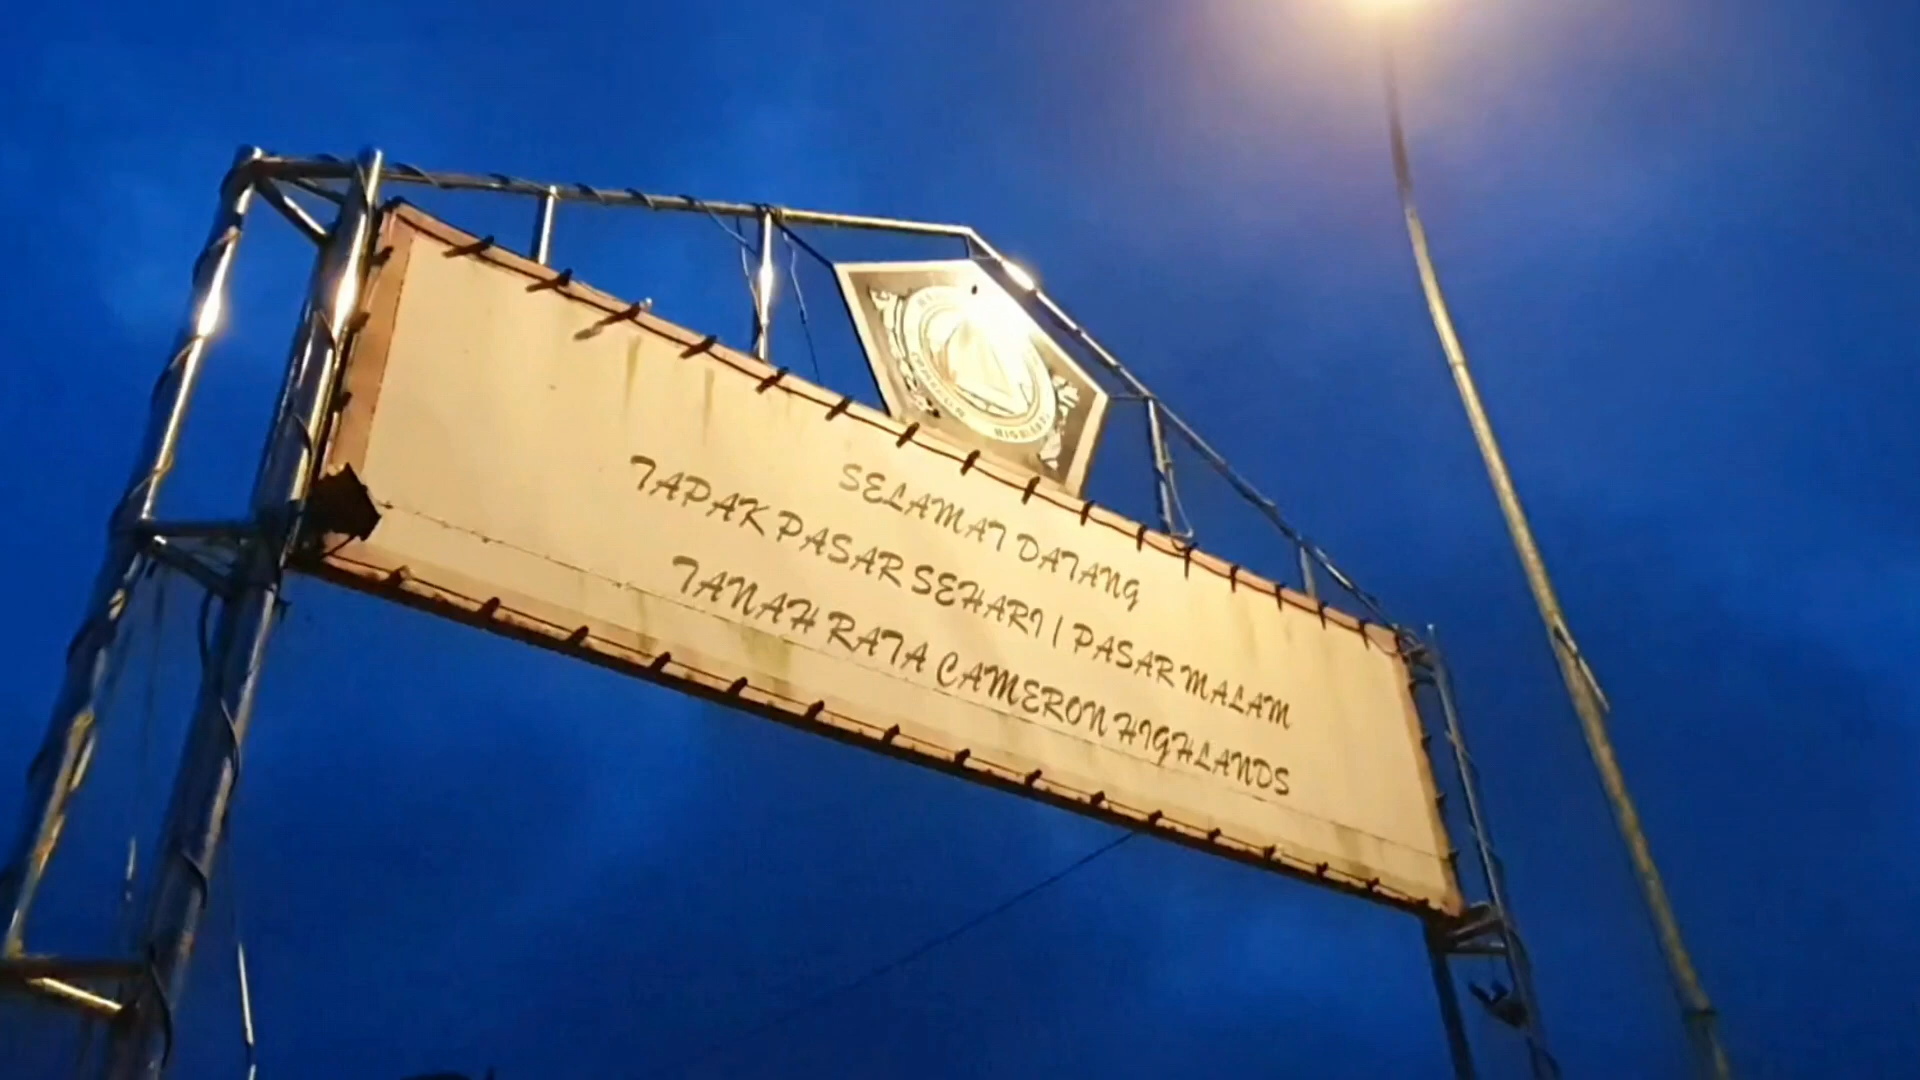 SELAMAT DATANG
TAPAK PASAR SEHARI / PASAR MALAM
TANAH RATA CAMERON HIGHLANDS